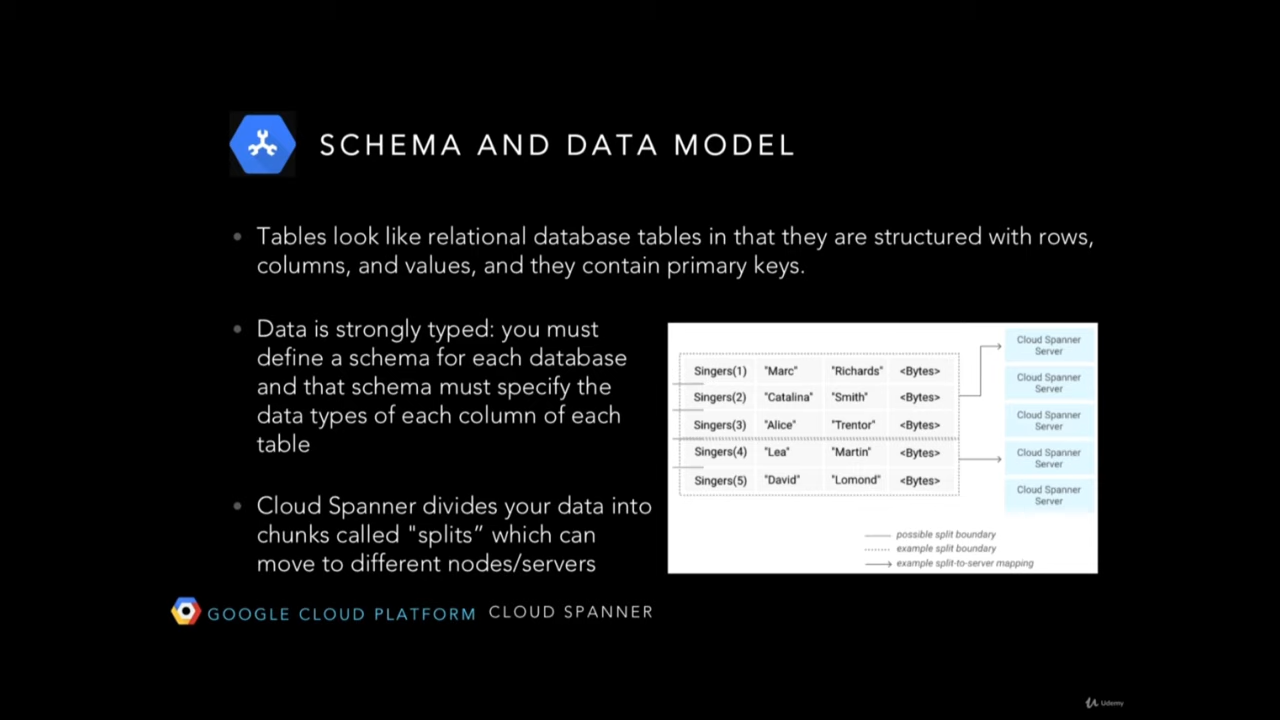 SCHEMA AND DATA MODEL
Tables look like relational database tables in that they are structured with rows,
columns, and values, and they contain primary keys.
Data is strongly typed: you must
define a schema for each database
and that schema must specify the
data types of each column of each
table
Cloud Spanner divides your data into
chunks called "splits” which can
move to different nodes/servers
Singers(1) "Marc" "Richards" <Bytes>
Singers(2) "Catalina" "Smith" <Bytes>
Singers(3) "Alice" "Trentor" <Bytes>
Singers(4) "Lea" "Martin" <Bytes>
Singers(5) "David" "Lomond" <Bytes>
Cloud Spanner
Server
Cloud Spanner
Server
Cloud Spanner
Server
Cloud Spanner
Server
Cloud Spanner
Server
possible split boundary
example split boundary
example split-to-server mapping
GOOGLE CLOUD PLATFORM CLOUD SPANNER
Udemy